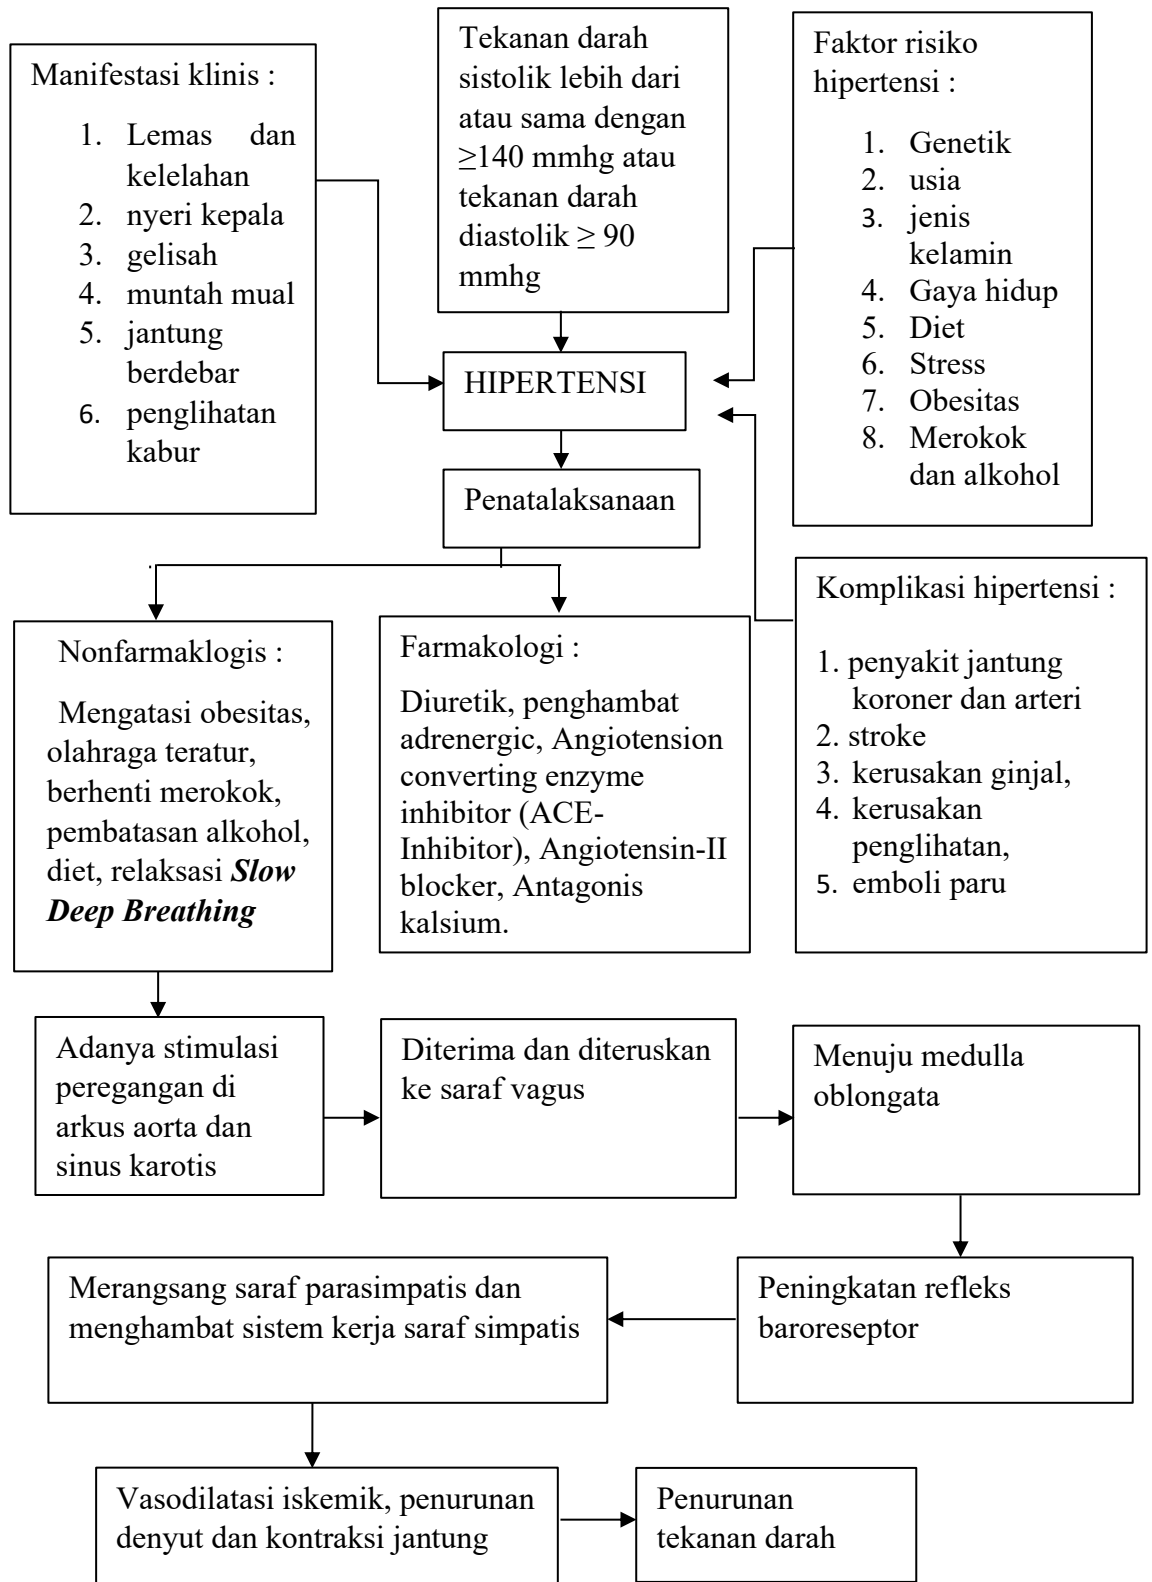 Manifestasi klinis :
1. Lemas dan
kelelahan
2. nyeri kepala
3. gelisah
4. muntah mual
5. jantung
berdebar
6. penglihatan
kabur
Tekanan darah
sistolik lebih dari
atau sama dengan
≥140 mmhg atau
tekanan darah
diastolik ≥ 90
mmhg
Faktor risiko
hipertensi :
1. Genetik
2. usia
3. jenis
kelamin
4. Gaya hidup
5. Diet
6. Stress
7. Obesitas
8. Merokok
dan alkohol
HIPERTENSI
Penatalaksanaan
Komplikasi hipertensi :
1. penyakit jantung
koroner dan arteri
2. stroke
3. kerusakan ginjal,
4. kerusakan
penglihatan,
5. emboli paru
Nonfarmaklogis :
Mengatasi obesitas,
olahraga teratur,
berhenti merokok,
pembatasan alkohol,
diet, relaksasi Slow
Deep Breathing
Farmakologi :
Diuretik, penghambat
adrenergic, Angiotension
converting enzyme
inhibitor (ACE-
Inhibitor), Angiotensin-II
blocker, Antagonis
kalsium.
Adanya stimulasi
peregangan di
arkus aorta dan
sinus karotis
Diterima dan diteruskan
ke saraf vagus
Menuju medulla
oblongata
Peningkatan refleks
baroreseptor
Merangsang saraf parasimpatis dan
menghambat sistem kerja saraf simpatis
Vasodilatasi iskemik, penurunan
denyut dan kontraksi jantung
Penurunan
tekanan darah